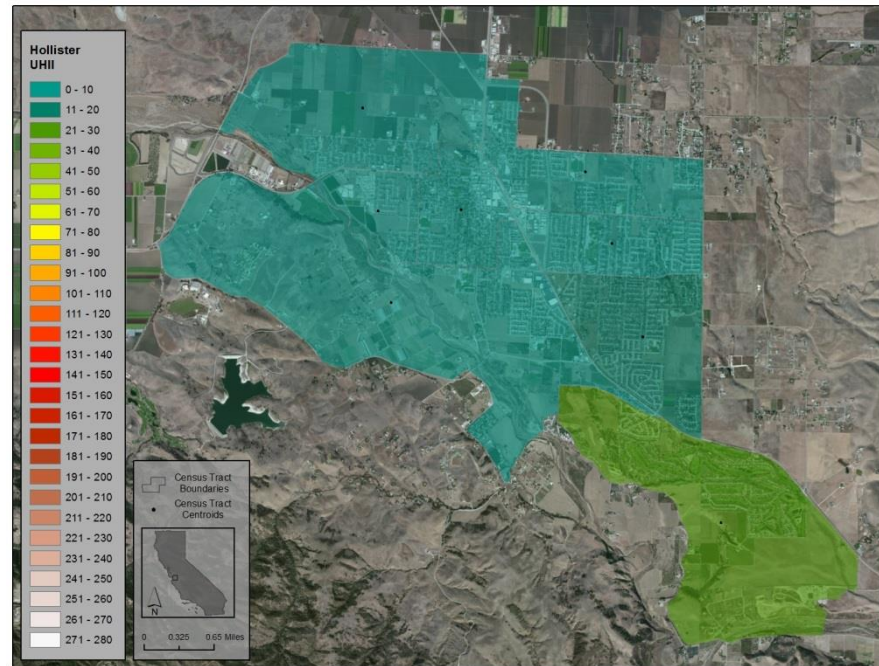 Hollister
UHII
0 - 10
11 - 20
21 - 30
31 - 40
41 - 50
51 - 60
61 - 70
71 - 80
81 - 90
91 - 100
101 - 110
111 - 120
121 - 130
131 - 140
141 - 150
151 - 160
161 - 170
171 - 180
181 - 190
191 - 200
201 - 210
211 - 220
221 - 230
231 - 240
241 - 250
251 - 260
261 - 270
271 - 280
Census Tract
Boundaries
Census Tract
Centroids
N
0 0.325 0.65 Miles